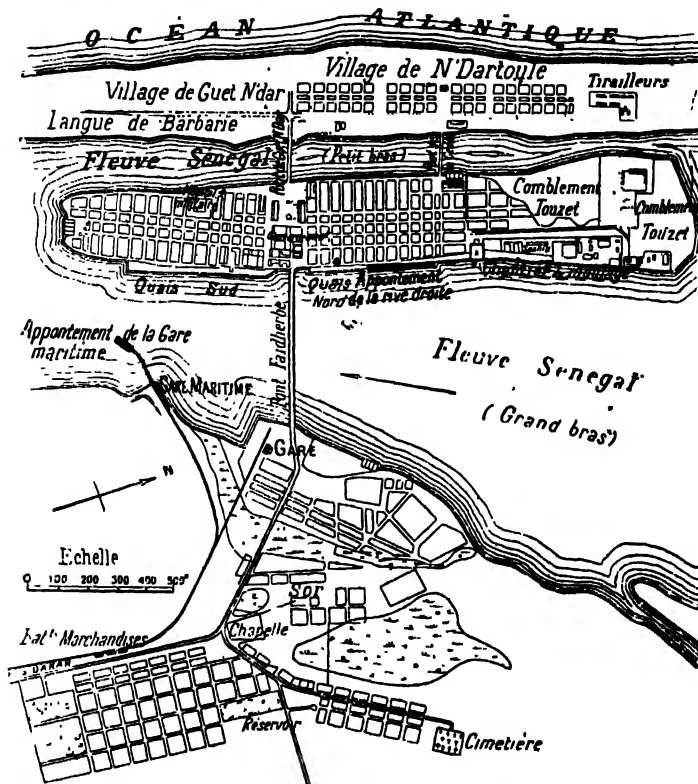 OCÉAN ATLANTIQUE
Village de N'Dartoule
Tirailleurs
Village de Guet N'dar
Langue de Barbarie
Fleuve Sénégal (Petit bras)
Comblement
Touzet
Comblement
Touzet
Quais Sud
Quais Appontement
Nord de la rive droite
Pont Faidherbe
Appontement de la Gare
maritime
GARE MARITIME
Fleuve Sénégal
(Grand bras)
GARE
N
Echelle
0 100 200 300 400 500
Sor
Chapelle
Marchandises
DAKAR
Réservoir
Cimetière